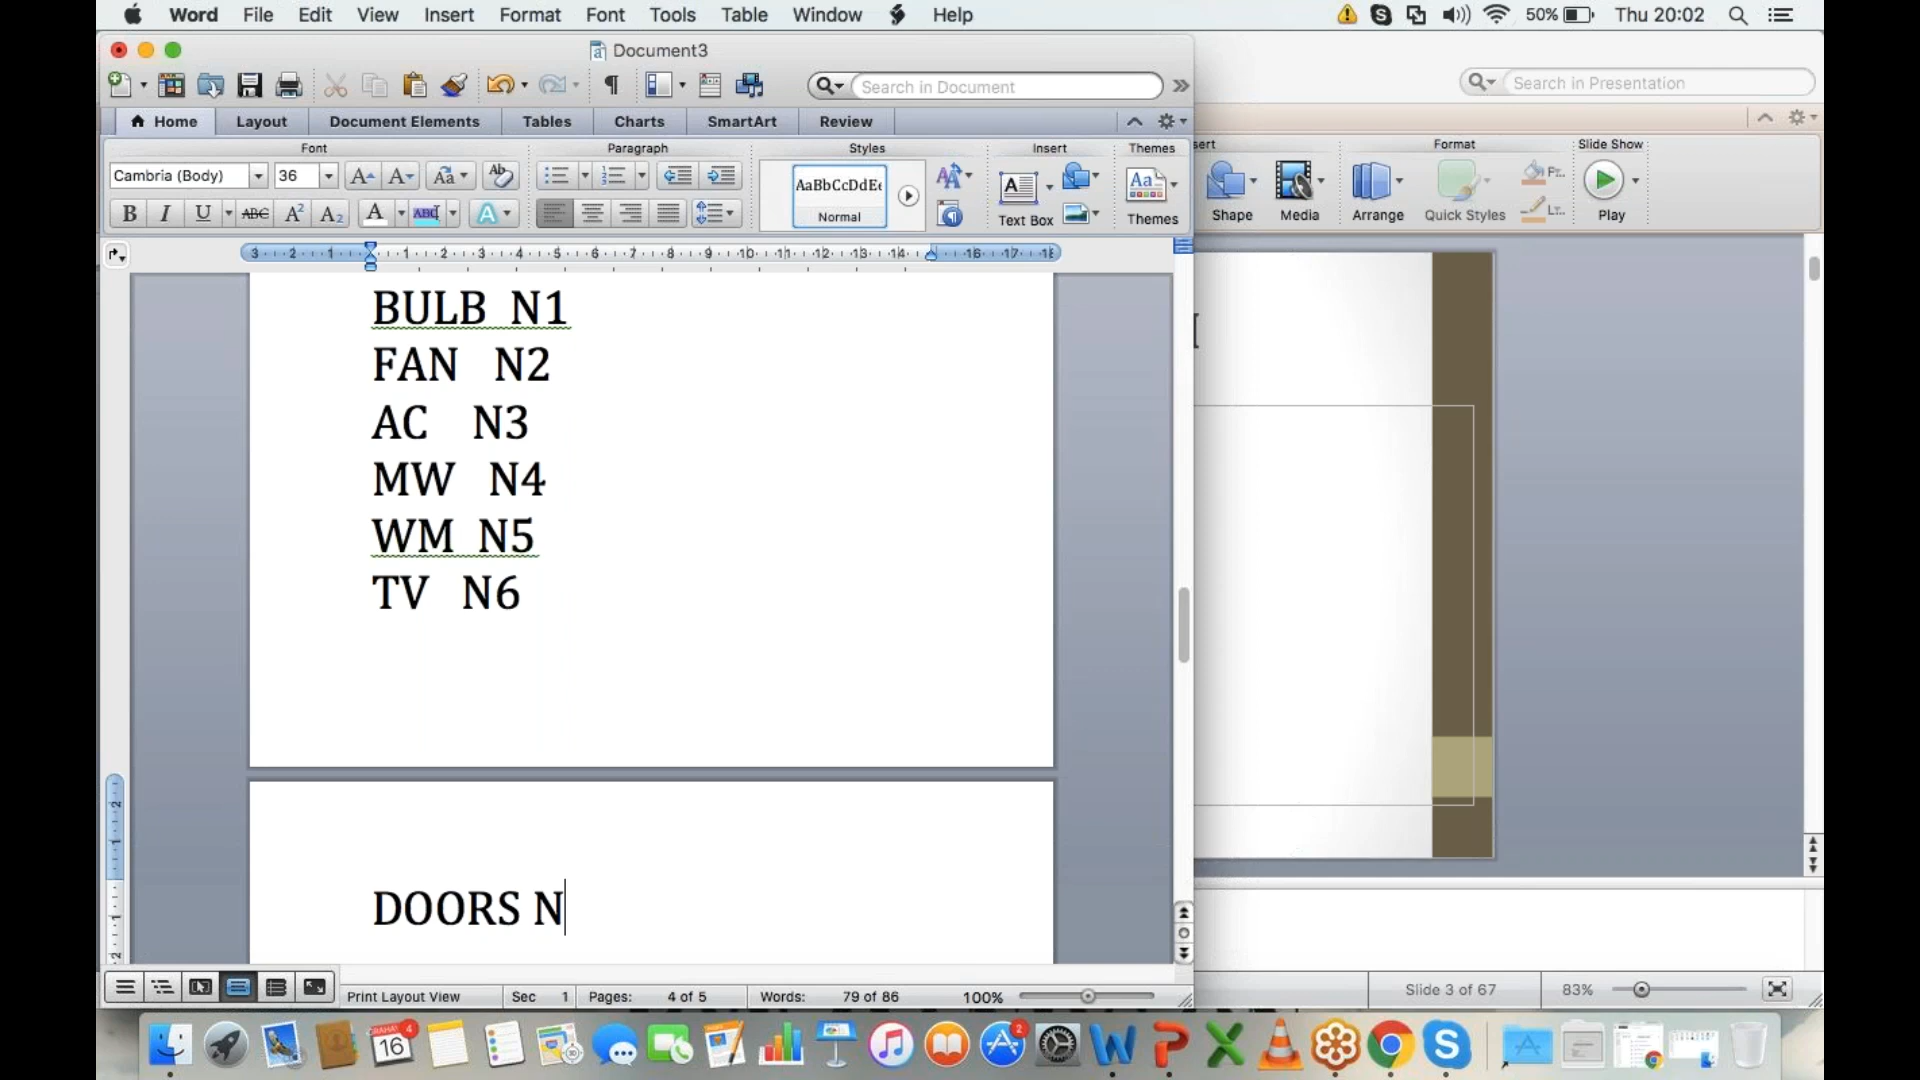 Word File Edit View Insert Format Font Tools Table Window Help 50% Thu 20:02
Document3
Search in Document
Search in Presentation
Home Layout Document Elements Tables Charts SmartArt Review
Font Paragraph Styles Insert Themes
Format Slide Show
Cambria (Body) 36
AaBbCcDdEe
Normal
Text Box Themes
Shape Media Arrange Quick Styles Play
BULB N1
FAN N2
AC N3
MW N4
WM N5
TV N6
DOORS N
Print Layout View Sec 1 Pages: 4 of 5 Words: 79 of 86 100%
Slide 3 of 67 83%